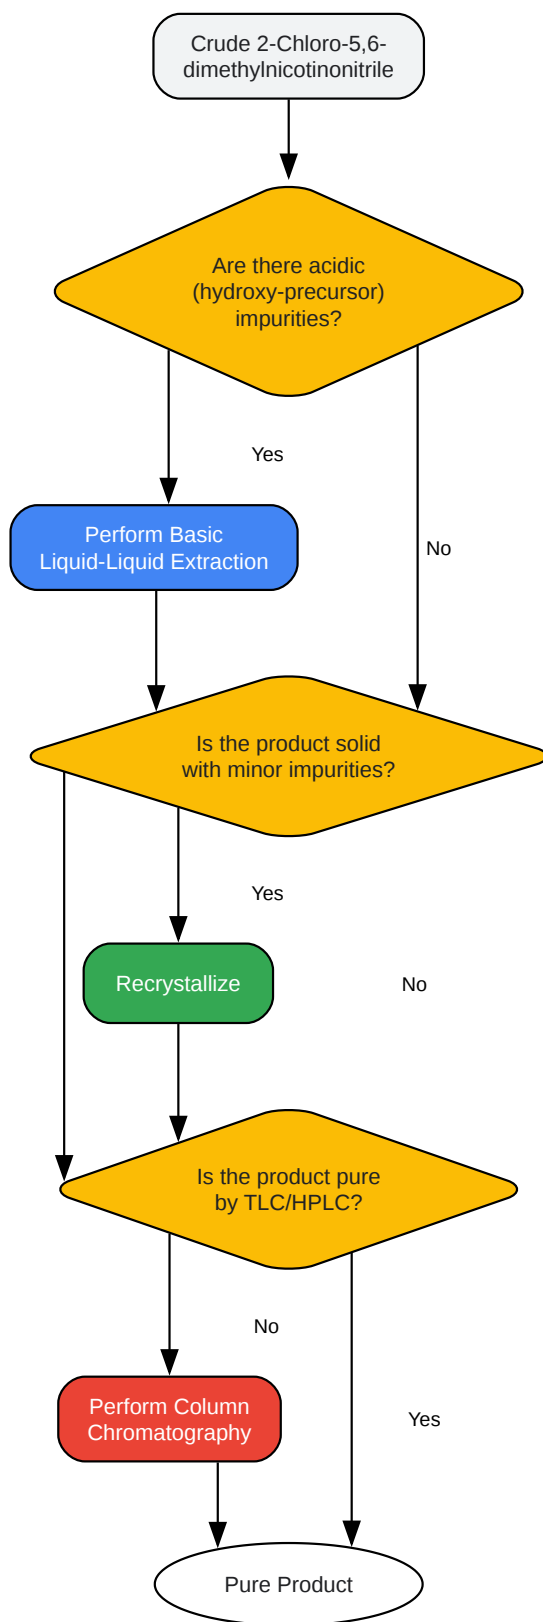 Crude 2-Chloro-5,6-
dimethylnicotinonitrile
Are there acidic
(hydroxy-precursor)
impurities?
Yes
Perform Basic
Liquid-Liquid Extraction
No
Is the product solid
with minor impurities?
Yes
Recrystallize
No
Is the product pure
by TLC/HPLC?
No
Perform Column
Chromatography
Yes
Pure Product